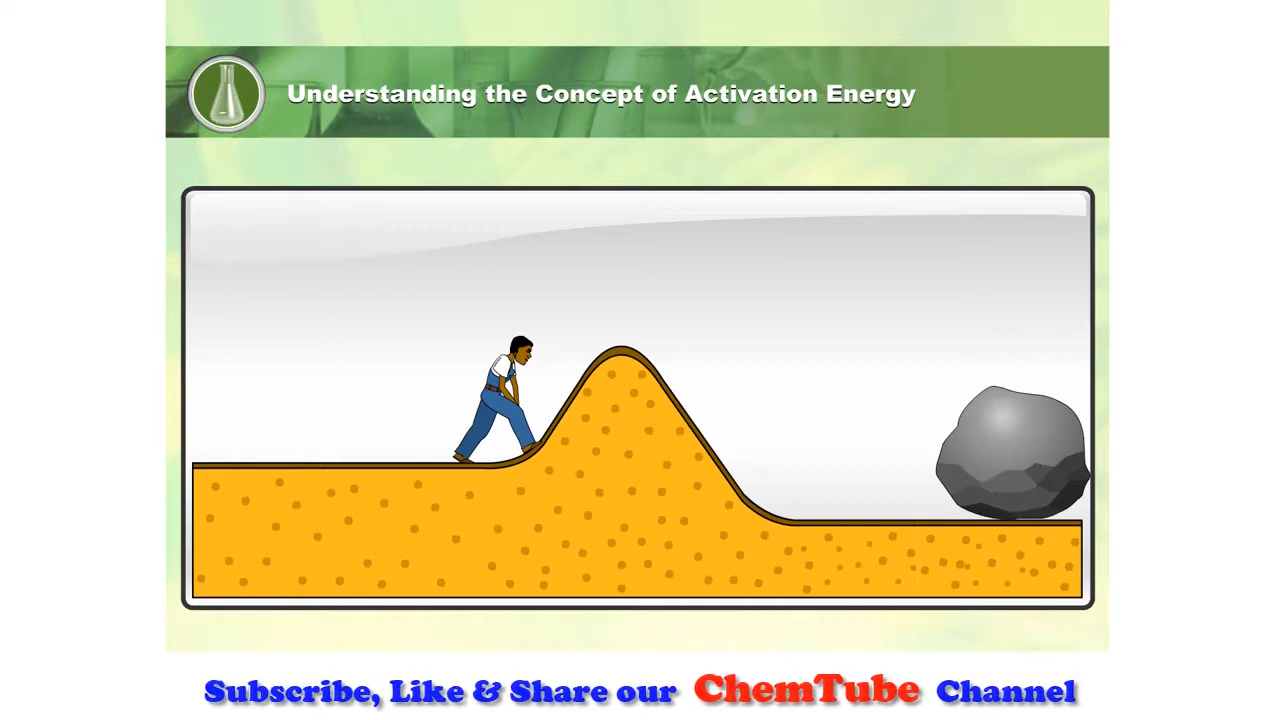 Understanding the Concept of Activation Energy
Subscribe, Like & Share our ChemTube Channel